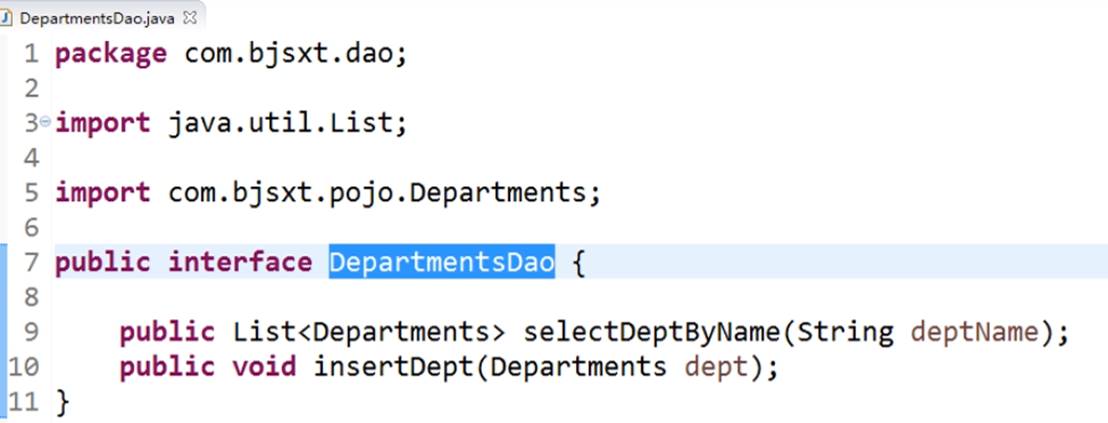 DepartmentsDao.java
1 package com.bjsxt.dao;
2
3 import java.util.List;
4
5 import com.bjsxt.pojo.Departments;
6
7 public interface DepartmentsDao {
8
9     public List<Departments> selectDeptByName(String deptName);
10     public void insertDept(Departments dept);
11 }